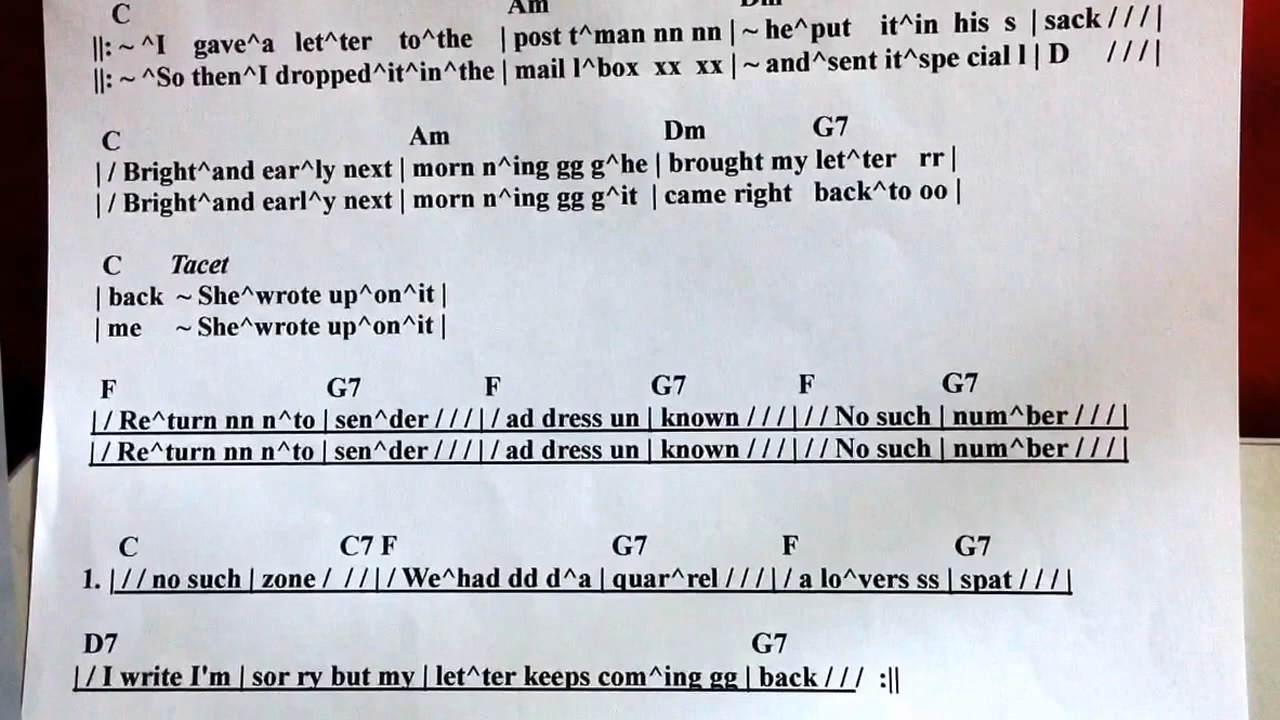 C Am Dm
||: ~ ^I gave^a let^ter to^the | post t^man nn nn | ~ he^put it^in his s | sack / / / |
||: ~ ^So then^I dropped^it^in^the | mail l^box xx xx | ~ and^sent it^spe cial l | D / / / |
C Am Dm G7
| / Bright^and ear^ly next | morn n^ing gg g^he | brought my let^ter rr |
| / Bright^and earl^y next | morn n^ing gg g^it | came right back^to oo |
C Tacet
| back ~ She^wrote up^on^it |
| me ~ She^wrote up^on^it |
F G7 F G7 F G7
| / Re^turn nn n^to | sen^der / / / | / ad dress un | known / / / | / / No such | num^ber / / / |
| / Re^turn nn n^to | sen^der / / / | / ad dress un | known / / / | / / No such | num^ber / / / |
C C7 F G7 F G7
1. | / / no such | zone / / / | / We^had dd d^a | quar^rel / / / | / a lo^vers ss | spat / / / |
D7 G7
| / I write I'm | sor ry but my | let^ter keeps com^ing gg | back / / / :||